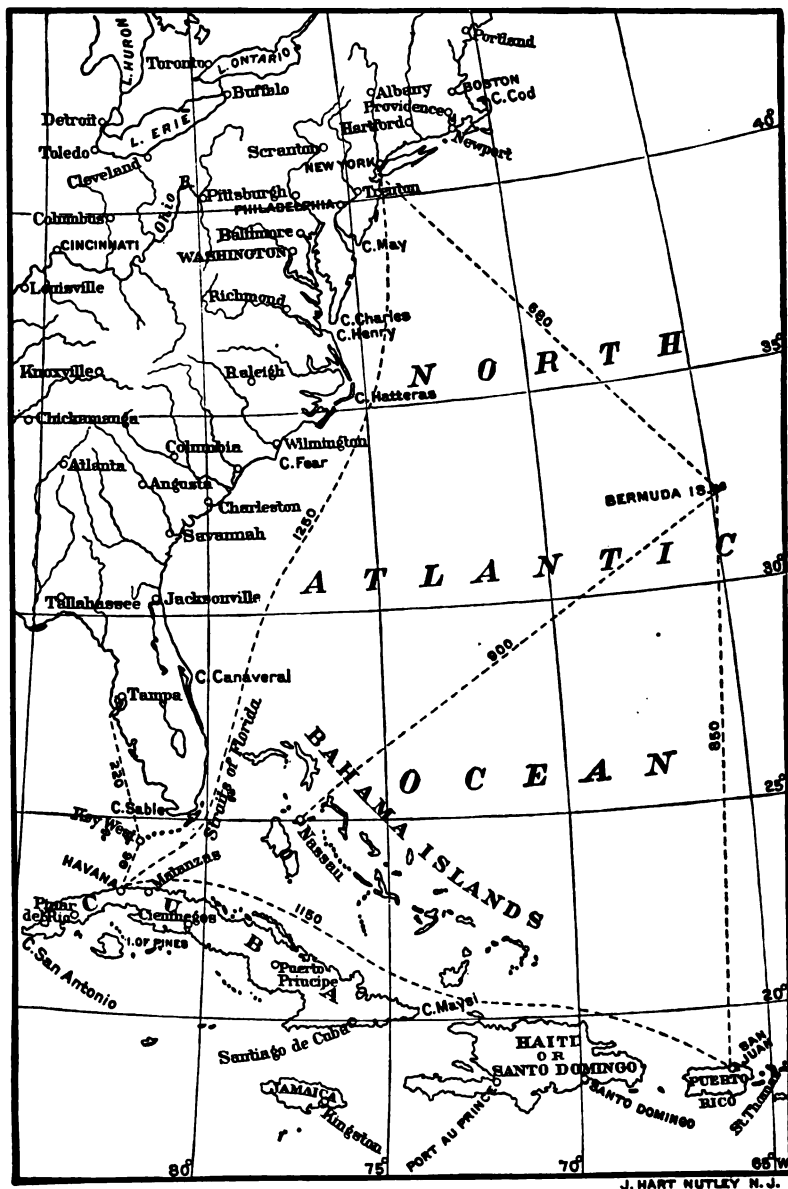 L. HURON
Toronto
L. ONTARIO
Portland
Buffalo
Albany
BOSTON
C. Cod
Providence
Hartford
Newport
Detroit
L. ERIE
Toledo
Cleveland
Scranton
NEW YORK
40°
Ohio R.
Pittsburgh
Trenton
PHILADELPHIA
Columbus
Baltimore
C. May
CINCINNATI
WASHINGTON
Louisville
Richmond
C. Charles
C. Henry
680
35°
NORTH
Knoxville
Raleigh
C. Hatteras
Chickamauga
Columbia
Wilmington
Atlanta
C. Fear
Augusta
Charleston
BERMUDA IS.
1250
Savannah
ATLANTIC
30°
Tallahassee
Jacksonville
900
C. Canaveral
Tampa
Straits of Florida
850
220
BAHAMA ISLANDS
OCEAN
25°
C. Sable
Key West
Nassau
90
HAVANA
Matanzas
CUBA
Pinar
del Rio
Cienfuegos
1150
I. OF PINES
C. San Antonio
Puerto
Principe
20°
C. Maysi
Santiago de Cuba
HAITI
OR
SANTO DOMINGO
SAN
JUAN
PUERTO
RICO
St. Thomas
JAMAICA
Kingston
PORT AU PRINCE
SANTO DOMINGO
80°
75°
70°
65° W
J. HART NUTLEY N. J.